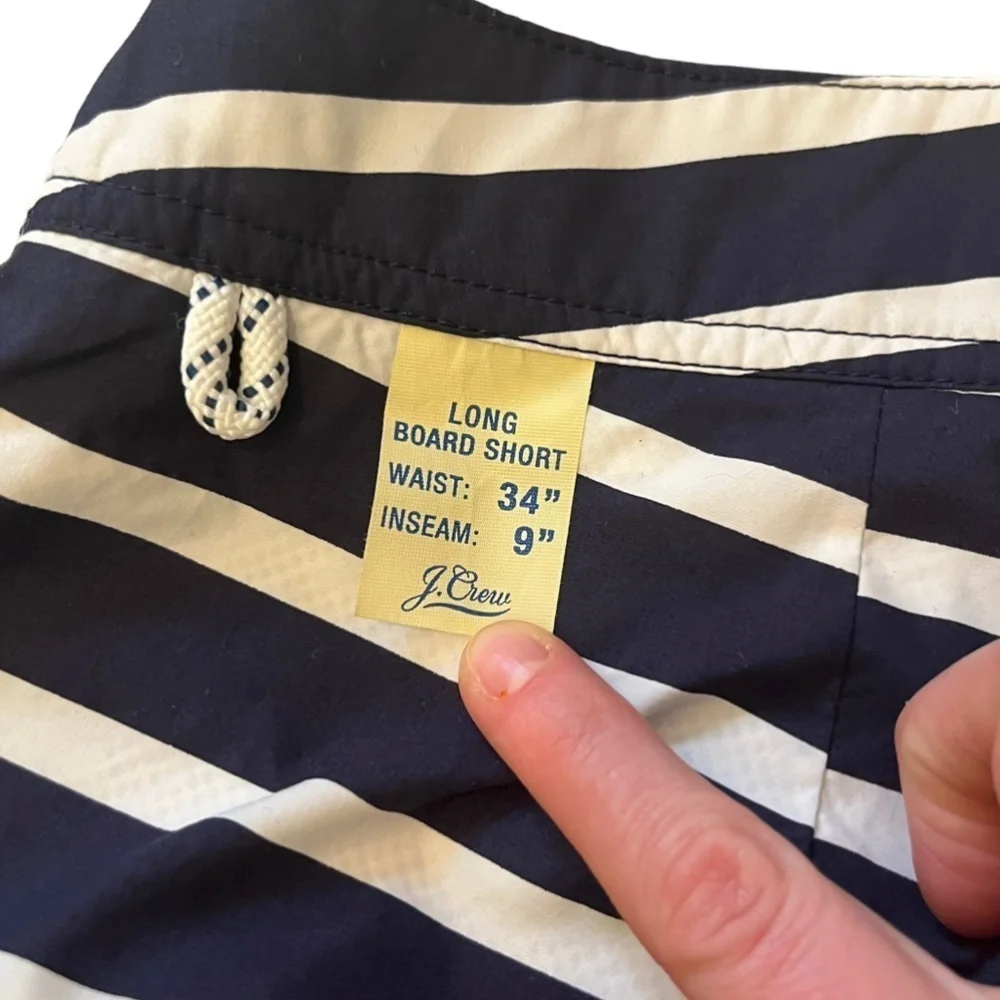 LONG
BOARD SHORT
WAIST: 34”
INSEAM: 9”
J.Crew